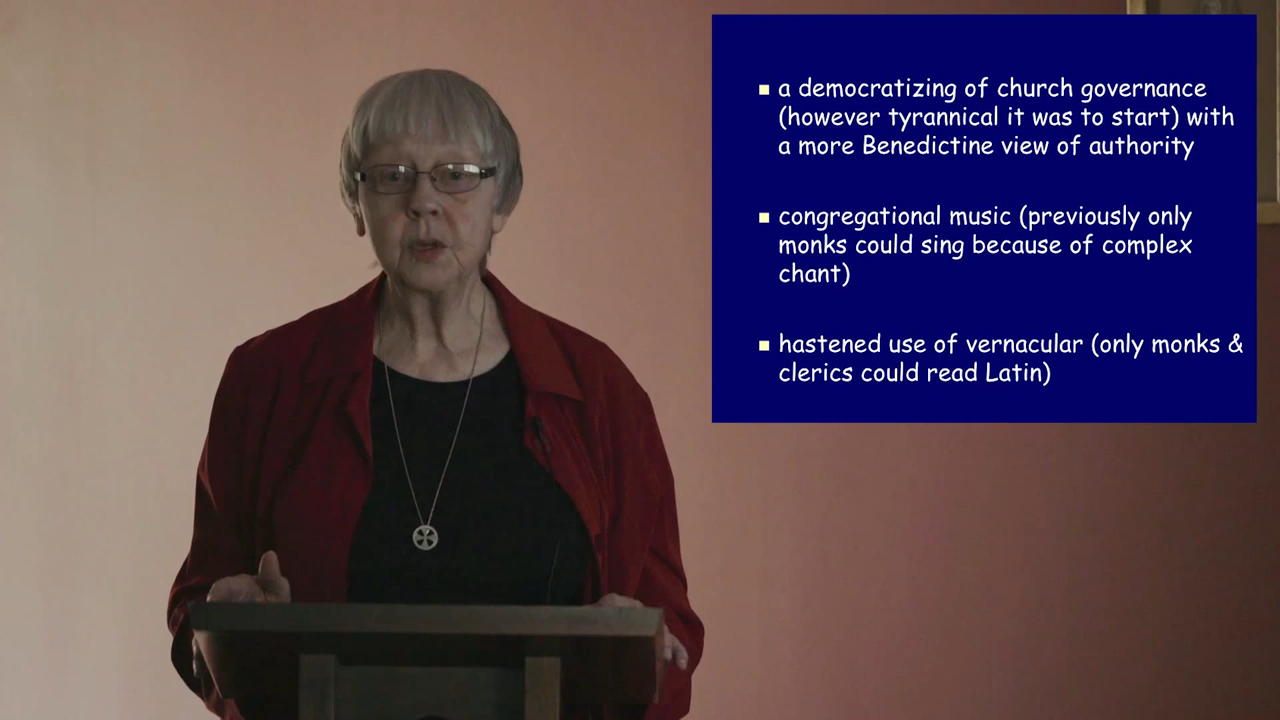 a democratizing of church governance
(however tyrannical it was to start) with
a more Benedictine view of authority
congregational music (previously only
monks could sing because of complex
chant)
hastened use of vernacular (only monks &
clerics could read Latin)